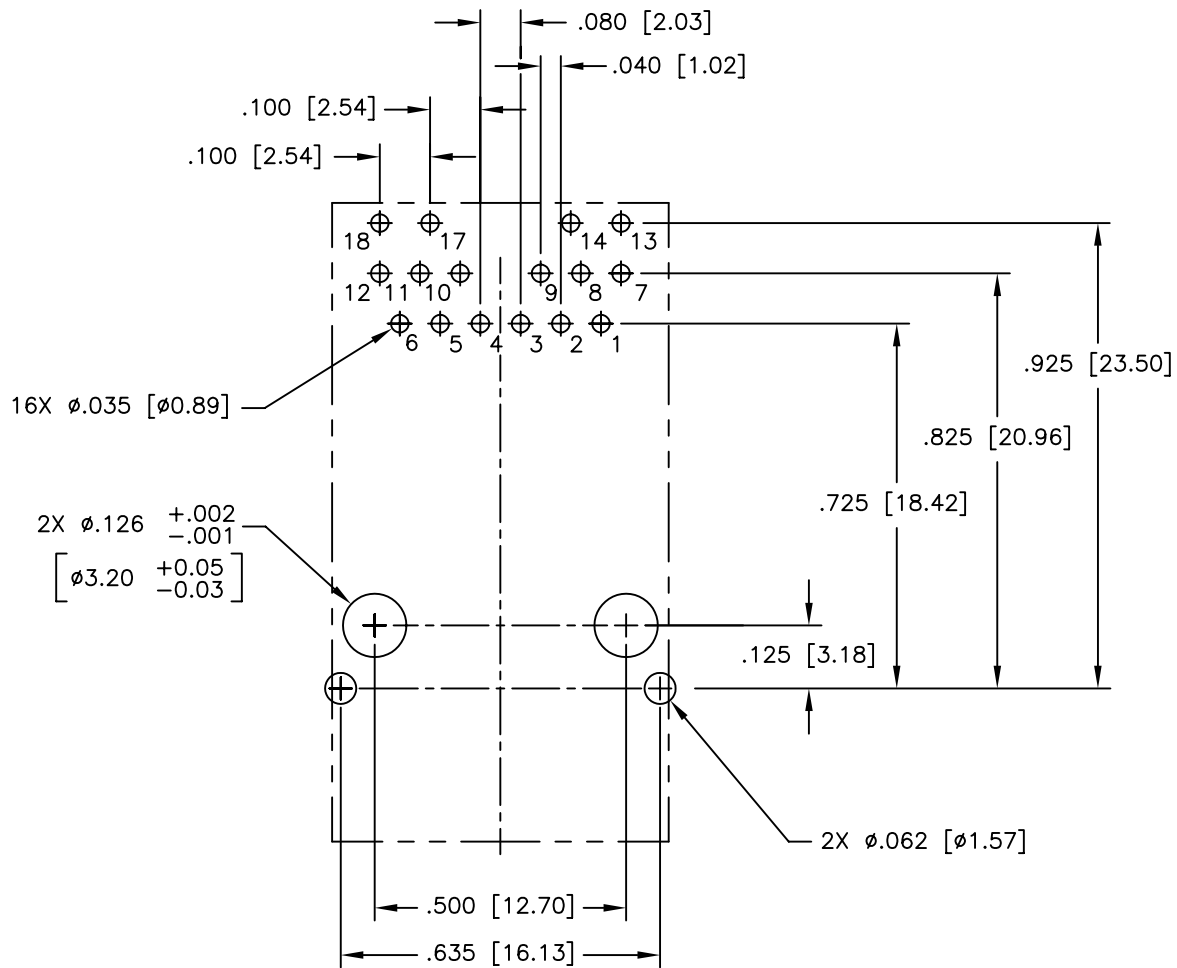 .080 [2.03]
.040 [1.02]
.100 [2.54]
.100 [2.54]
18 17 14 13
12 11 10 9 8 7
6 5 4 3 2 1
16X ø.035 [ø0.89]
.925 [23.50]
.825 [20.96]
.725 [18.42]
2X ø.126 +.002
-.001
[ø3.20 +0.05
-0.03]
.125 [3.18]
2X ø.062 [ø1.57]
.500 [12.70]
.635 [16.13]